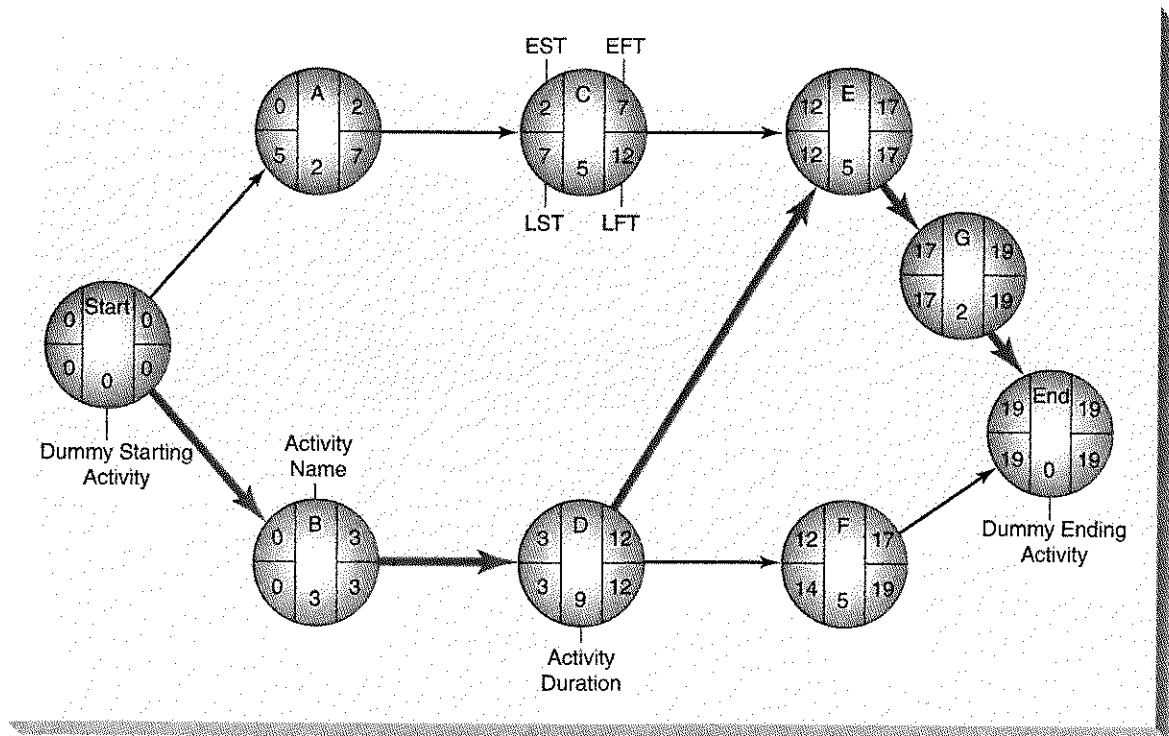 EST EFT
A
0 2
5 7
2
C
2 7
7 12
5
LST LFT
E
12 17
12 17
5
G
17 19
17 19
2
Start
0 0
0 0
0
Dummy Starting
Activity
Activity
Name
B
0 3
0 3
3
D
3 12
3 12
9
Activity
Duration
F
12 17
14 19
5
End
19 19
19 19
0
Dummy Ending
Activity